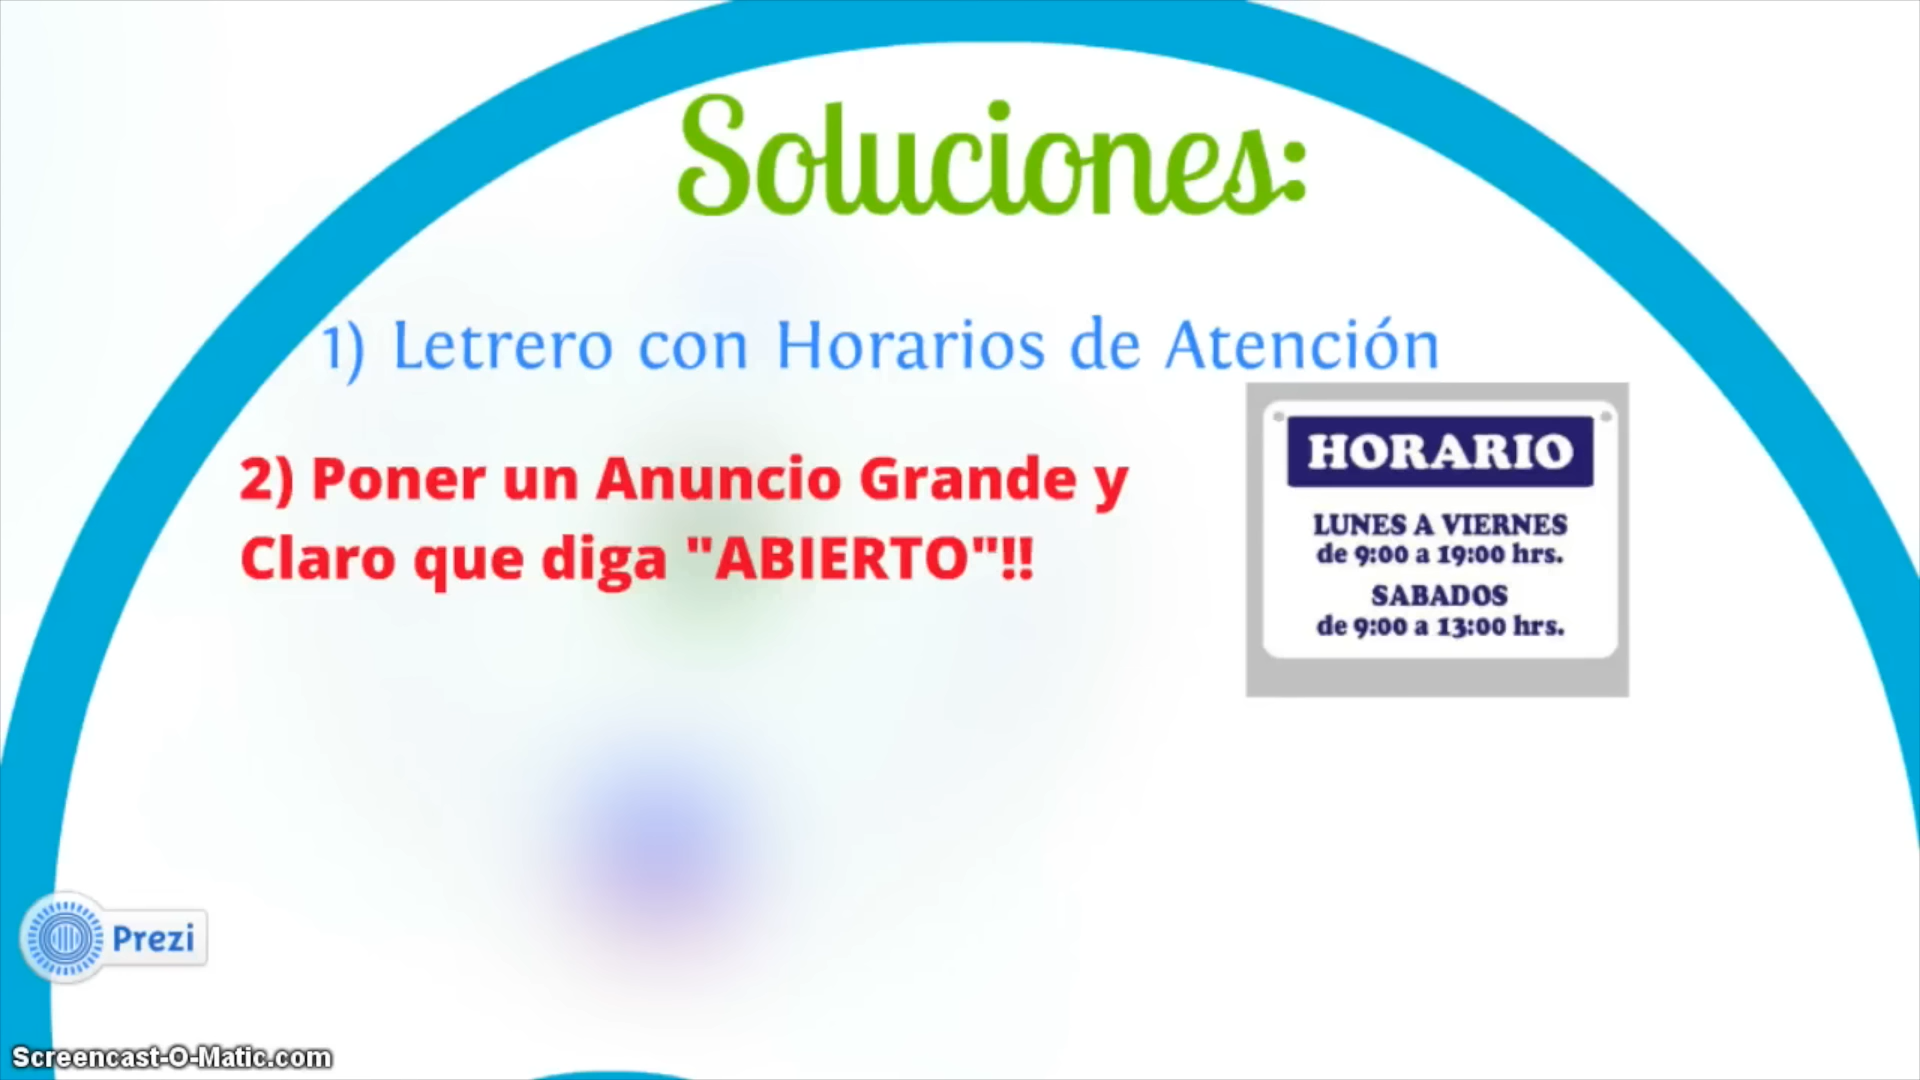 Soluciones:
1) Letrero con Horarios de Atención
2) Poner un Anuncio Grande y
Claro que diga "ABIERTO"!!
HORARIO
LUNES A VIERNES
de 9:00 a 19:00 hrs.
SABADOS
de 9:00 a 13:00 hrs.
Prezi
Screencast-O-Matic.com